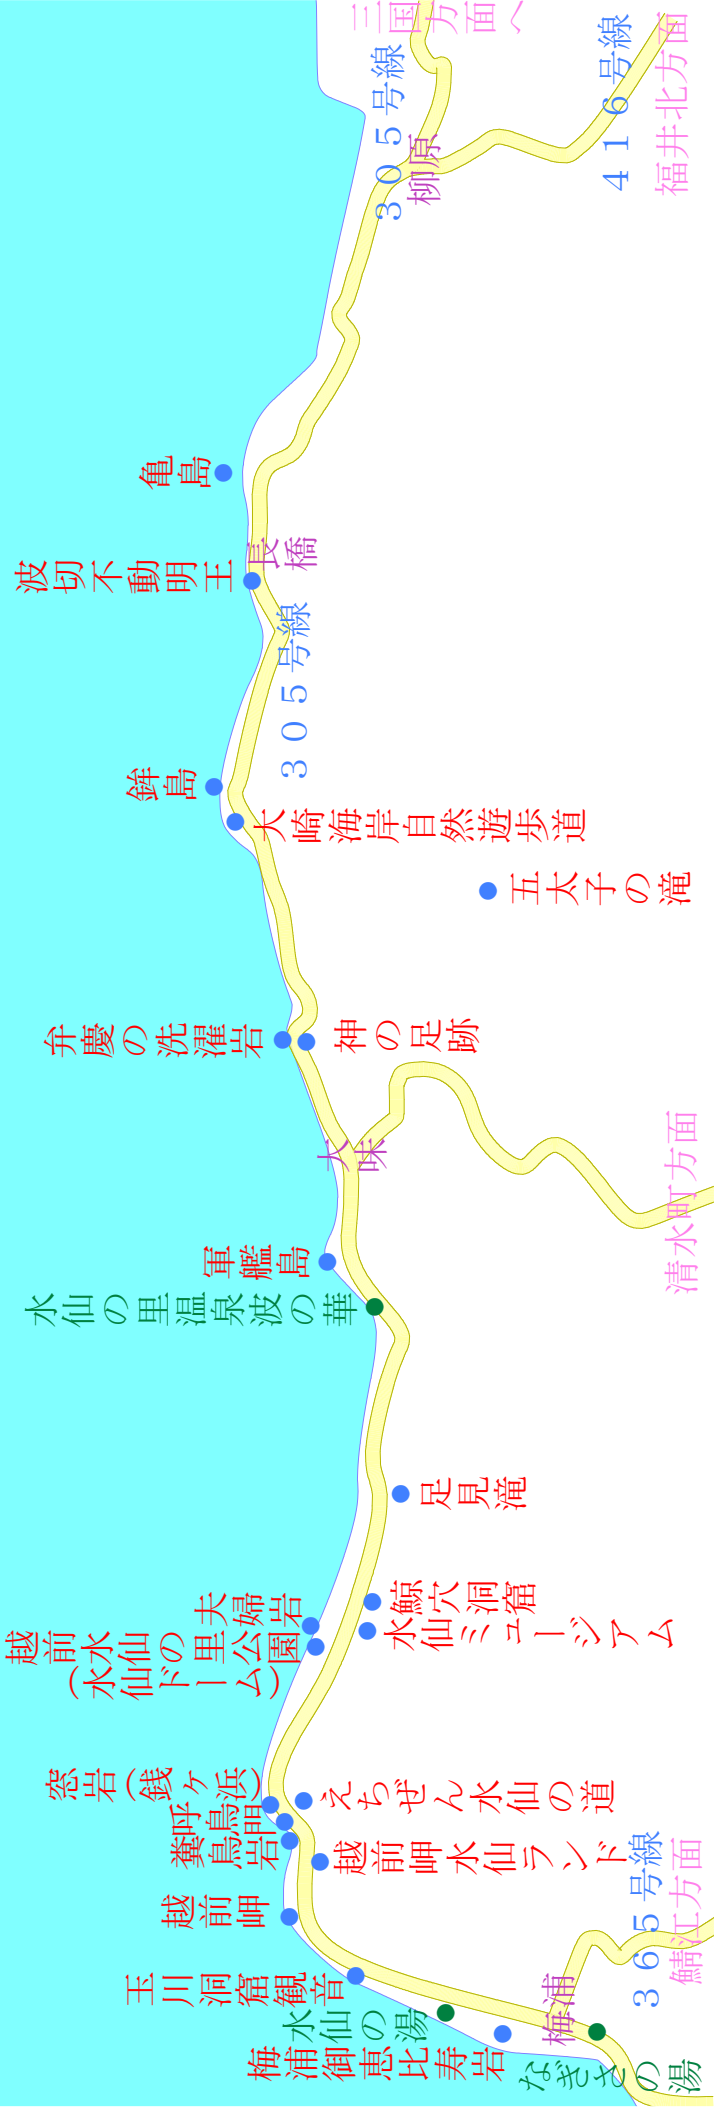 三国方面へ
305号線
柳原
416号線
福井北方面
亀島
波切不動明王
長橋
305号線
鉾島
大崎海岸自然遊歩道
五太子の滝
弁慶の洗濯岩
神の足跡
大味
清水町方面
軍艦島
水仙の里温泉波の華
足見滝
夫婦岩
鯨穴洞窟
越前水仙の里公園
(水仙ドーム)
水仙ミュージアム
窓岩(銭ヶ浜)
呼鳥門
糞鳥岩
えちぜん水仙の道
越前岬水仙ランド
越前岬
365号線
鯖江方面
玉川洞窟観音
水仙の湯
梅浦
梅浦御恵比寿岩
なぎさの湯